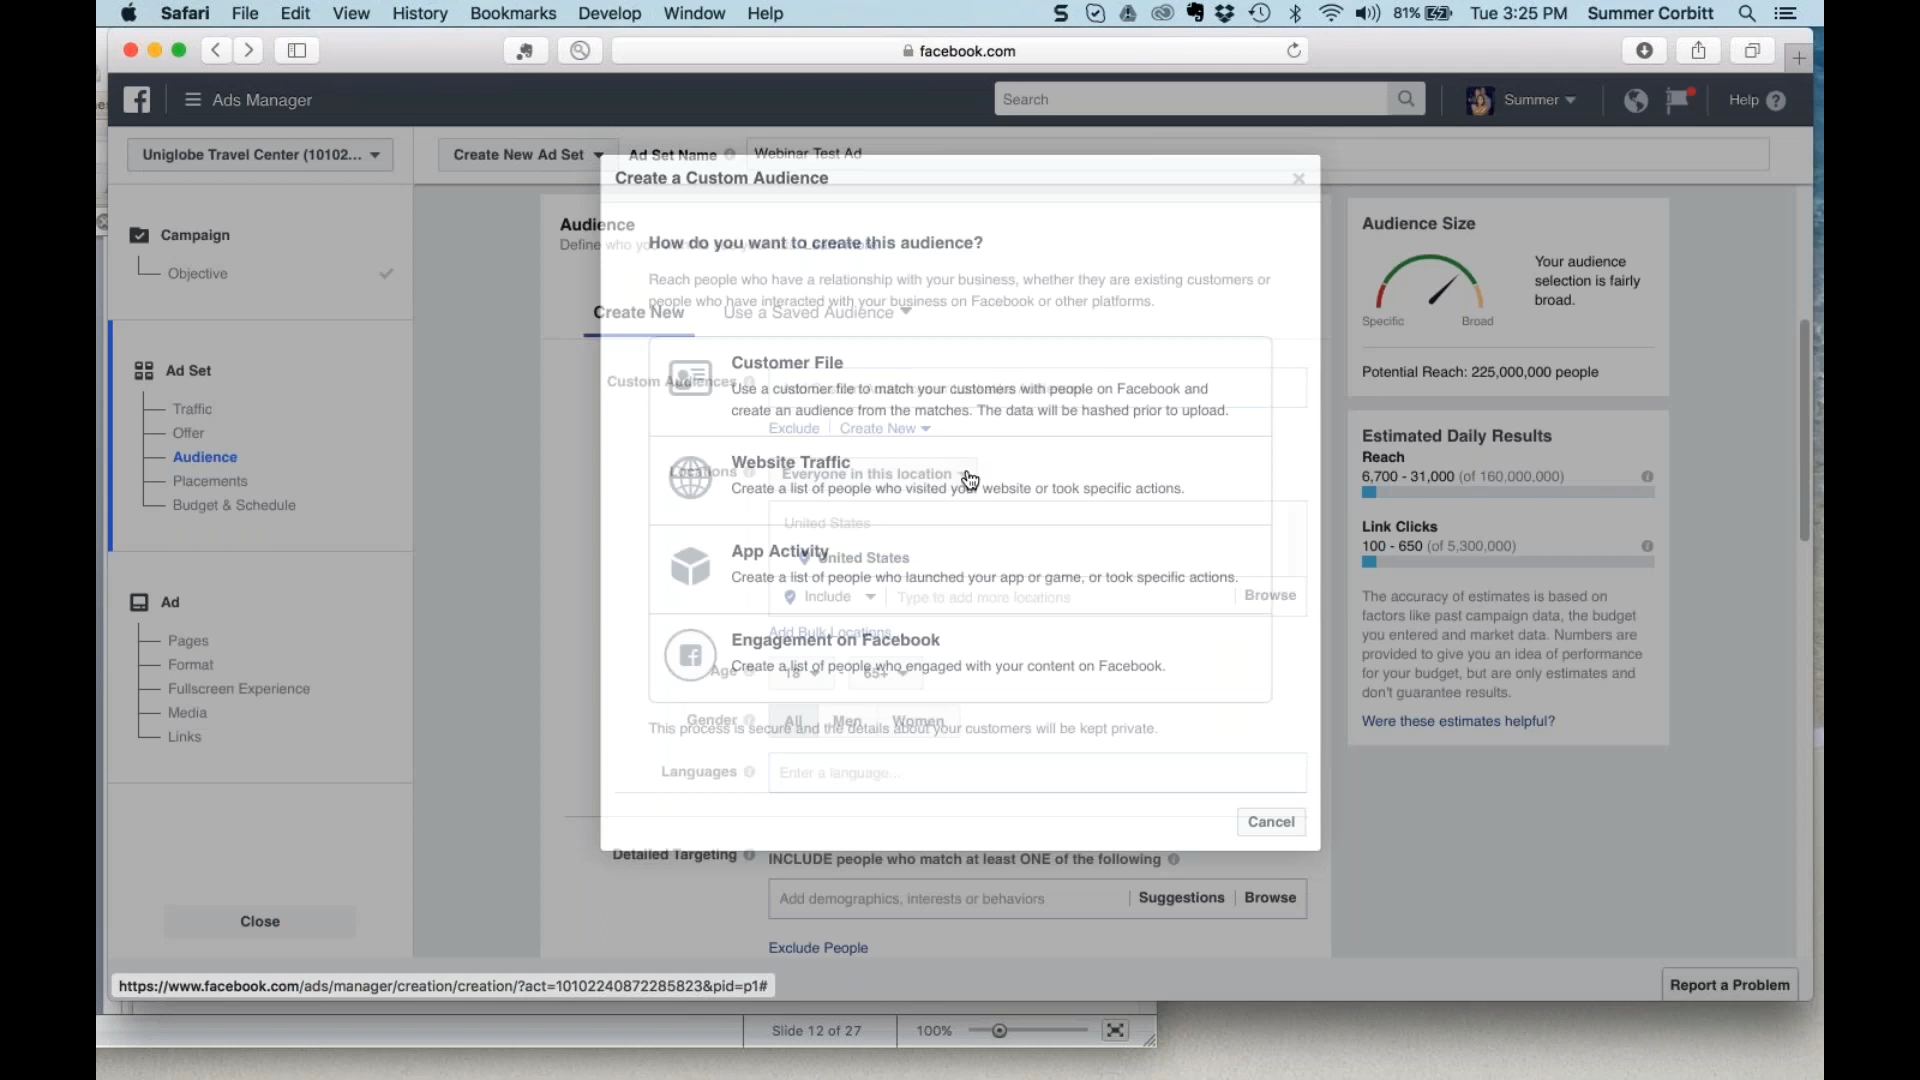 Safari File Edit View History Bookmarks Develop Window Help
81% Tue 3:25 PM Summer Corbitt
facebook.com
Ads Manager
Search
Summer
Help
Uniglobe Travel Center (10102...
Create New Ad Set
Ad Set Name
Webinar Test Ad
Campaign
Objective
Ad Set
Traffic
Offer
Audience
Placements
Budget & Schedule
Ad
Pages
Format
Fullscreen Experience
Media
Links
Close
Audience
Define who yo
Create New
Use a Saved Audience
Custom Audiences
Exclude
Create New
Locations
Everyone in this location
United States
United States
Include
Type to add more locations
Browse
Add Bulk Locations
Age
18
65+
Gender
All
Men
Women
Languages
Enter a language...
Detailed Targeting
INCLUDE people who match at least ONE of the following
Add demographics, interests or behaviors
Suggestions
Browse
Exclude People
Create a Custom Audience
How do you want to create this audience?
Reach people who have a relationship with your business, whether they are existing customers or
people who have interacted with your business on Facebook or other platforms.
Customer File
Use a customer file to match your customers with people on Facebook and
create an audience from the matches. The data will be hashed prior to upload.
Website Traffic
Create a list of people who visited your website or took specific actions.
App Activity
Create a list of people who launched your app or game, or took specific actions.
Engagement on Facebook
Create a list of people who engaged with your content on Facebook.
This process is secure and the details about your customers will be kept private.
Cancel
Audience Size
Your audience
selection is fairly
broad.
Specific
Broad
Potential Reach: 225,000,000 people
Estimated Daily Results
Reach
6,700 - 31,000 (of 160,000,000)
Link Clicks
100 - 650 (of 5,300,000)
The accuracy of estimates is based on
factors like past campaign data, the budget
you entered and market data. Numbers are
provided to give you an idea of performance
for your budget, but are only estimates and
don't guarantee results.
Were these estimates helpful?
https://www.facebook.com/ads/manager/creation/creation/?act=10102240872285823&pid=p1#
Report a Problem
Slide 12 of 27
100%